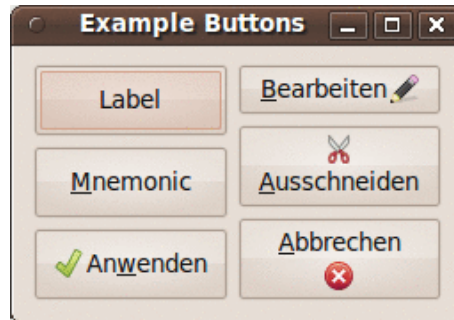 Example Buttons
Label
Bearbeiten
Mnemonic
Ausschneiden
Anwenden
Abbrechen